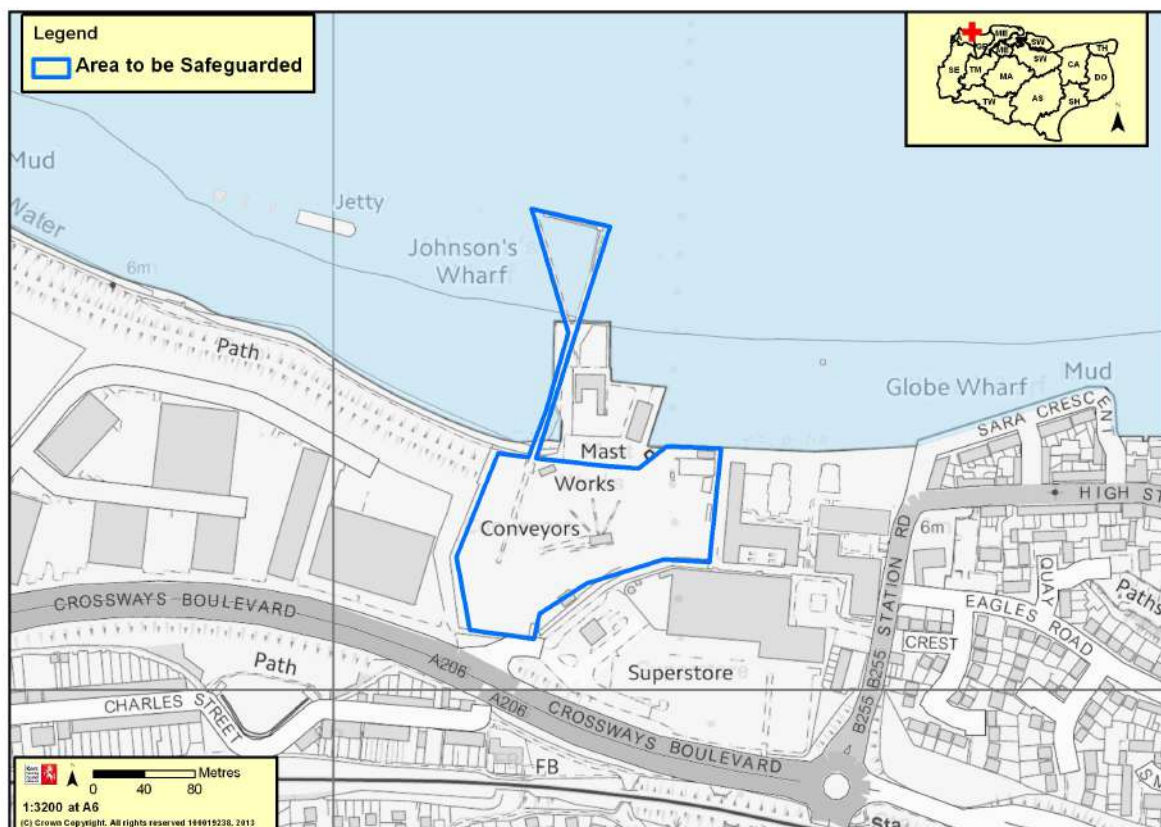 Legend
Area to be Safeguarded
ME
SW
GR
ME
SW
TH
SE
TM
MA
CA
DO
TW
AS
SH
N
Mud
Water
6m
Jetty
Johnson's
Wharf
Path
Globe Wharf
Mud
SARA CRESCENT
Mast
Works
Conveyors
HIGH ST
6m
B255 STATION RD
B255
QUAY
Paths
EAGLES ROAD
CREST
CROSSWAYS BOULEVARD
A206
A206
CROSSWAYS BOULEVARD
Superstore
Path
CHARLES STREET
FB
Sta
N
Metres
0 40 80
1:3200 at A6
(C) Crown Copyright. All rights reserved 100019238, 2013